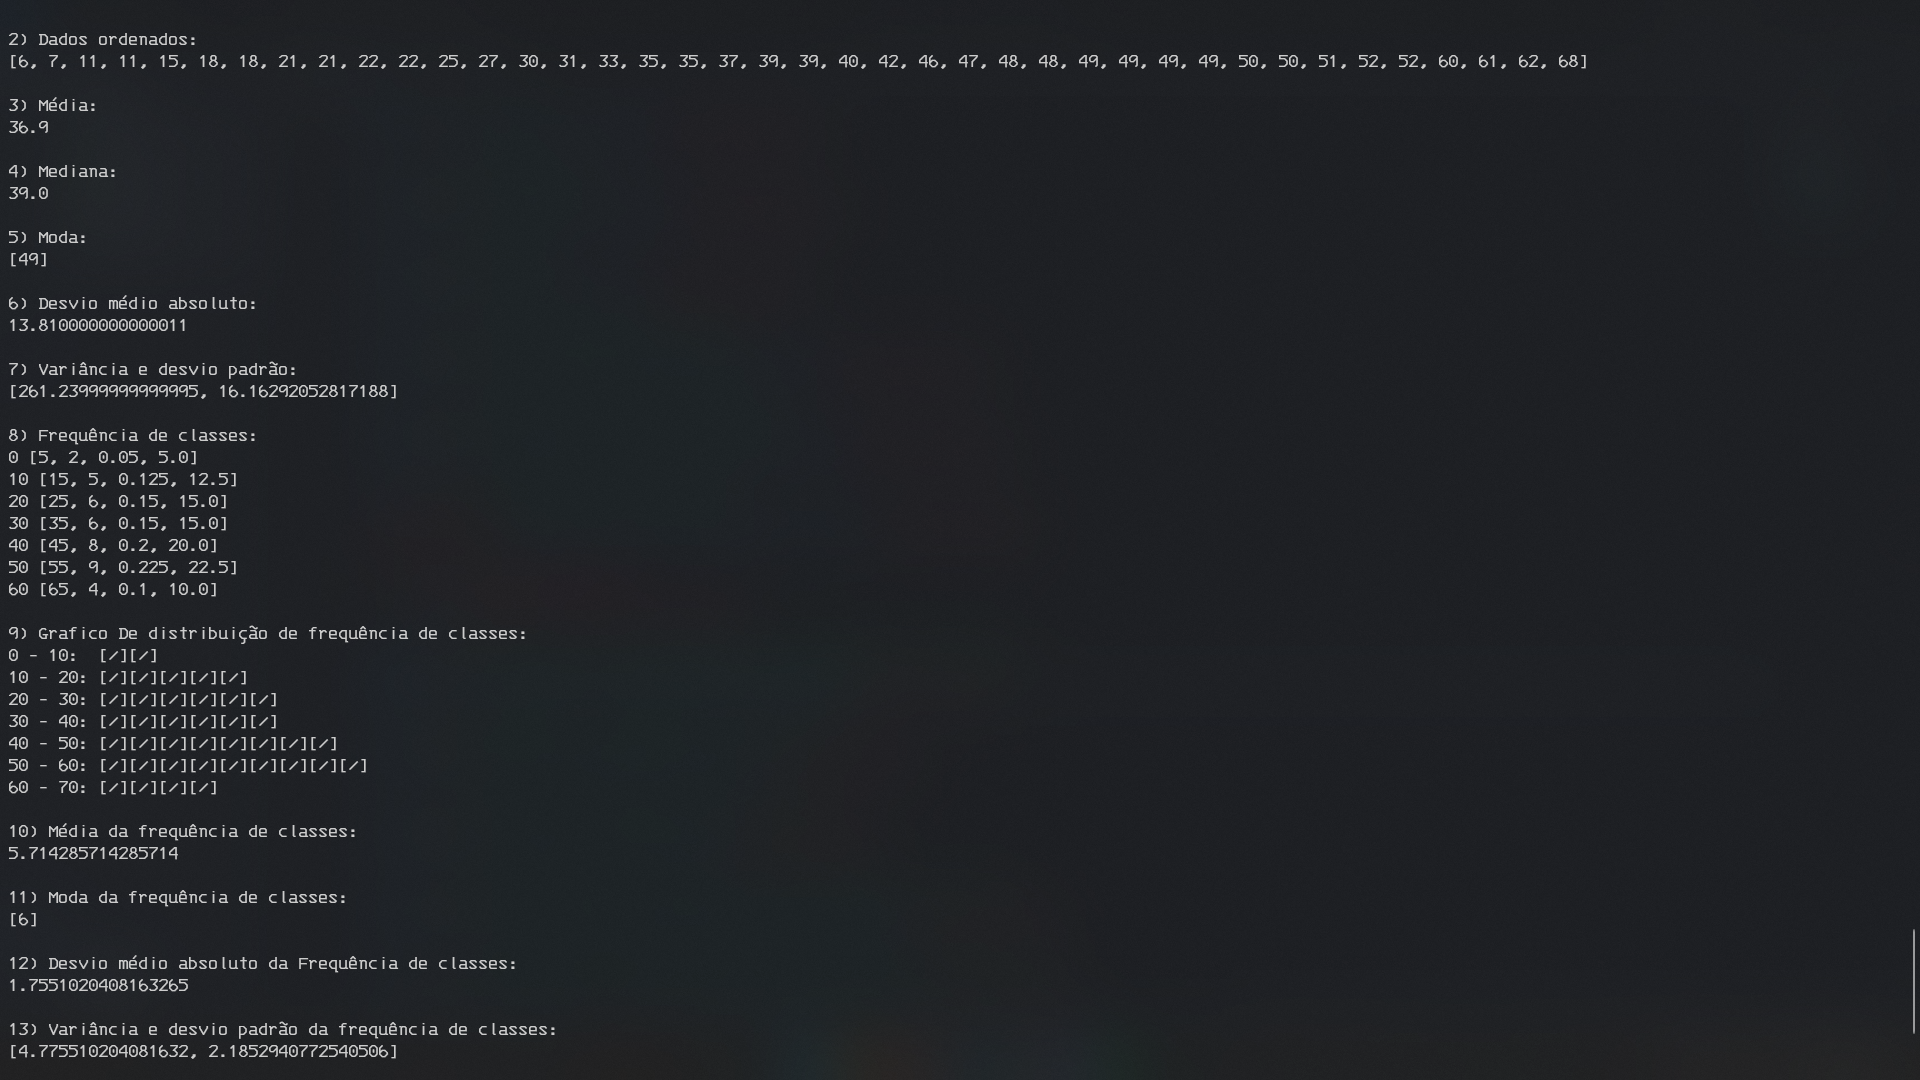 2) Dados ordenados:
[6, 7, 11, 11, 15, 18, 18, 21, 21, 22, 22, 25, 27, 30, 31, 33, 35, 35, 37, 39, 39, 40, 42, 46, 47, 48, 48, 49, 49, 49, 49, 50, 50, 51, 52, 52, 60, 61, 62, 68]
3) Média:
36.9
4) Mediana:
39.0
5) Moda:
[49]
6) Desvio médio absoluto:
13.810000000000011
7) Variância e desvio padrão:
[261.23999999999995, 16.16292052817188]
8) Frequência de classes:
0 [5, 2, 0.05, 5.0]
10 [15, 5, 0.125, 12.5]
20 [25, 6, 0.15, 15.0]
30 [35, 6, 0.15, 15.0]
40 [45, 8, 0.2, 20.0]
50 [55, 9, 0.225, 22.5]
60 [65, 4, 0.1, 10.0]
9) Grafico De distribuição de frequência de classes:
0 - 10:  [/][/]
10 - 20: [/][/][/][/][/]
20 - 30: [/][/][/][/][/][/]
30 - 40: [/][/][/][/][/][/]
40 - 50: [/][/][/][/][/][/][/][/]
50 - 60: [/][/][/][/][/][/][/][/][/]
60 - 70: [/][/][/][/]
10) Média da frequência de classes:
5.714285714285714
11) Moda da frequência de classes:
[6]
12) Desvio médio absoluto da Frequência de classes:
1.7551020408163265
13) Variância e desvio padrão da frequência de classes:
[4.775510204081632, 2.1852940772540506]